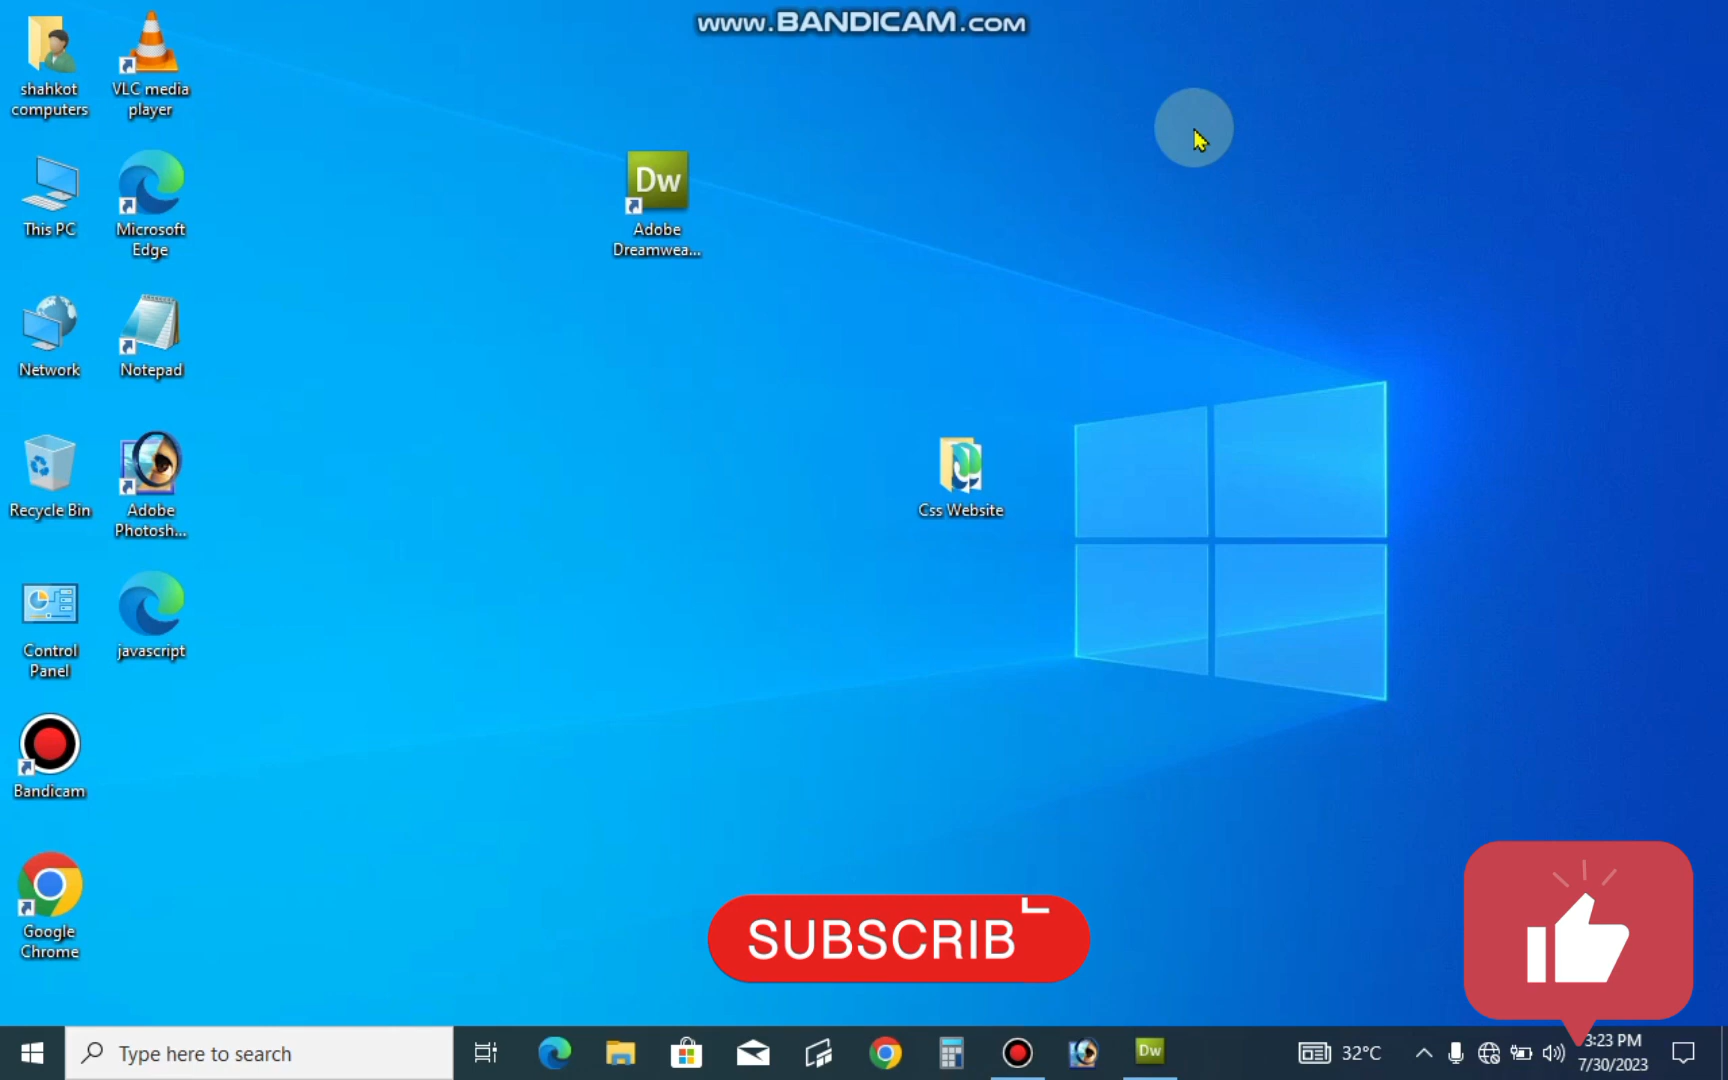 www.BANDICAM.com
shahkot
computers
VLC media
player
This PC
Microsoft
Edge
Dw
Adobe
Dreamwea...
Network
Notepad
Recycle Bin
Adobe
Photosh...
Css Website
Control
Panel
javascript
Bandicam
Google
Chrome
SUBSCRIB
Type here to search
Dw
32°C
3:23 PM
7/30/2023